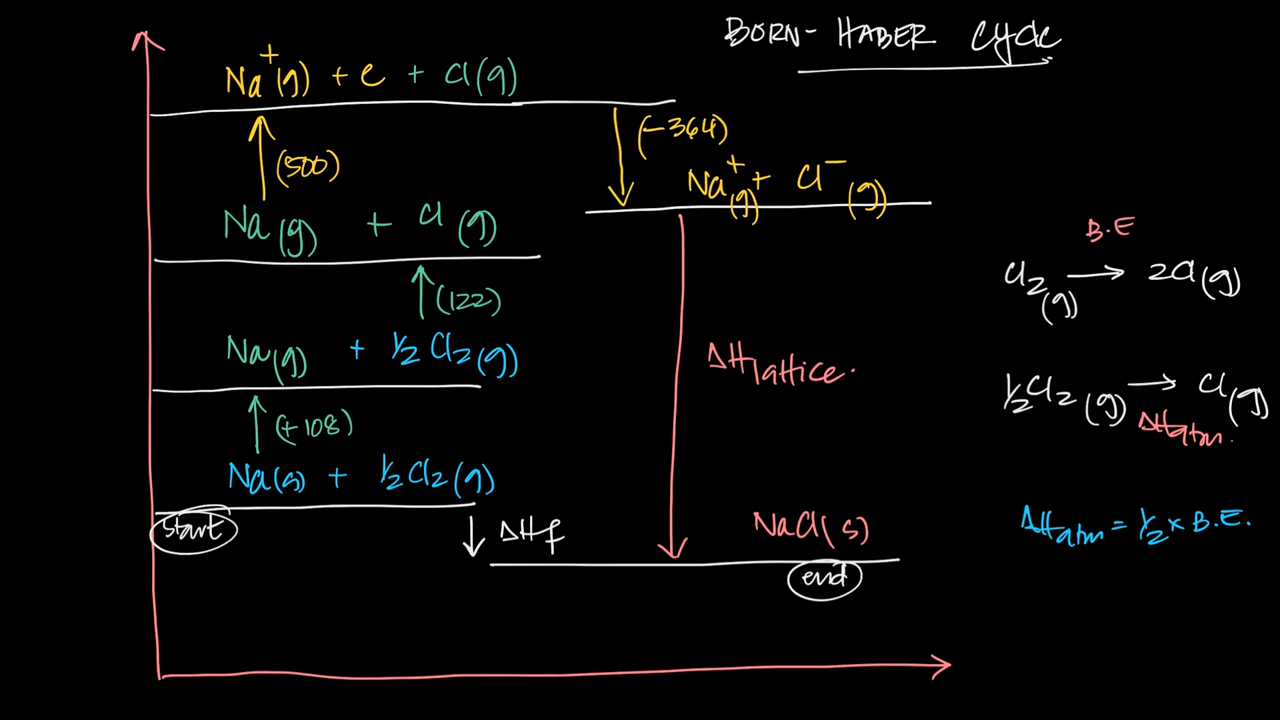 BORN-HABER CYCLE
Na⁺(g) + e + Cl(g)
(500)
(-364)
Na⁺(g) + Cl⁻(g)
Na(g) + Cl(g)
(122)
Na(g) + ½Cl₂(g)
(+108)
Na(s) + ½Cl₂(g)
start
ΔHf
ΔHlattice.
NaCl(s)
end
B.E
Cl₂(g) → 2Cl(g)
½Cl₂(g) → Cl(g)
ΔHatm.
ΔHatm = ½ x B.E.